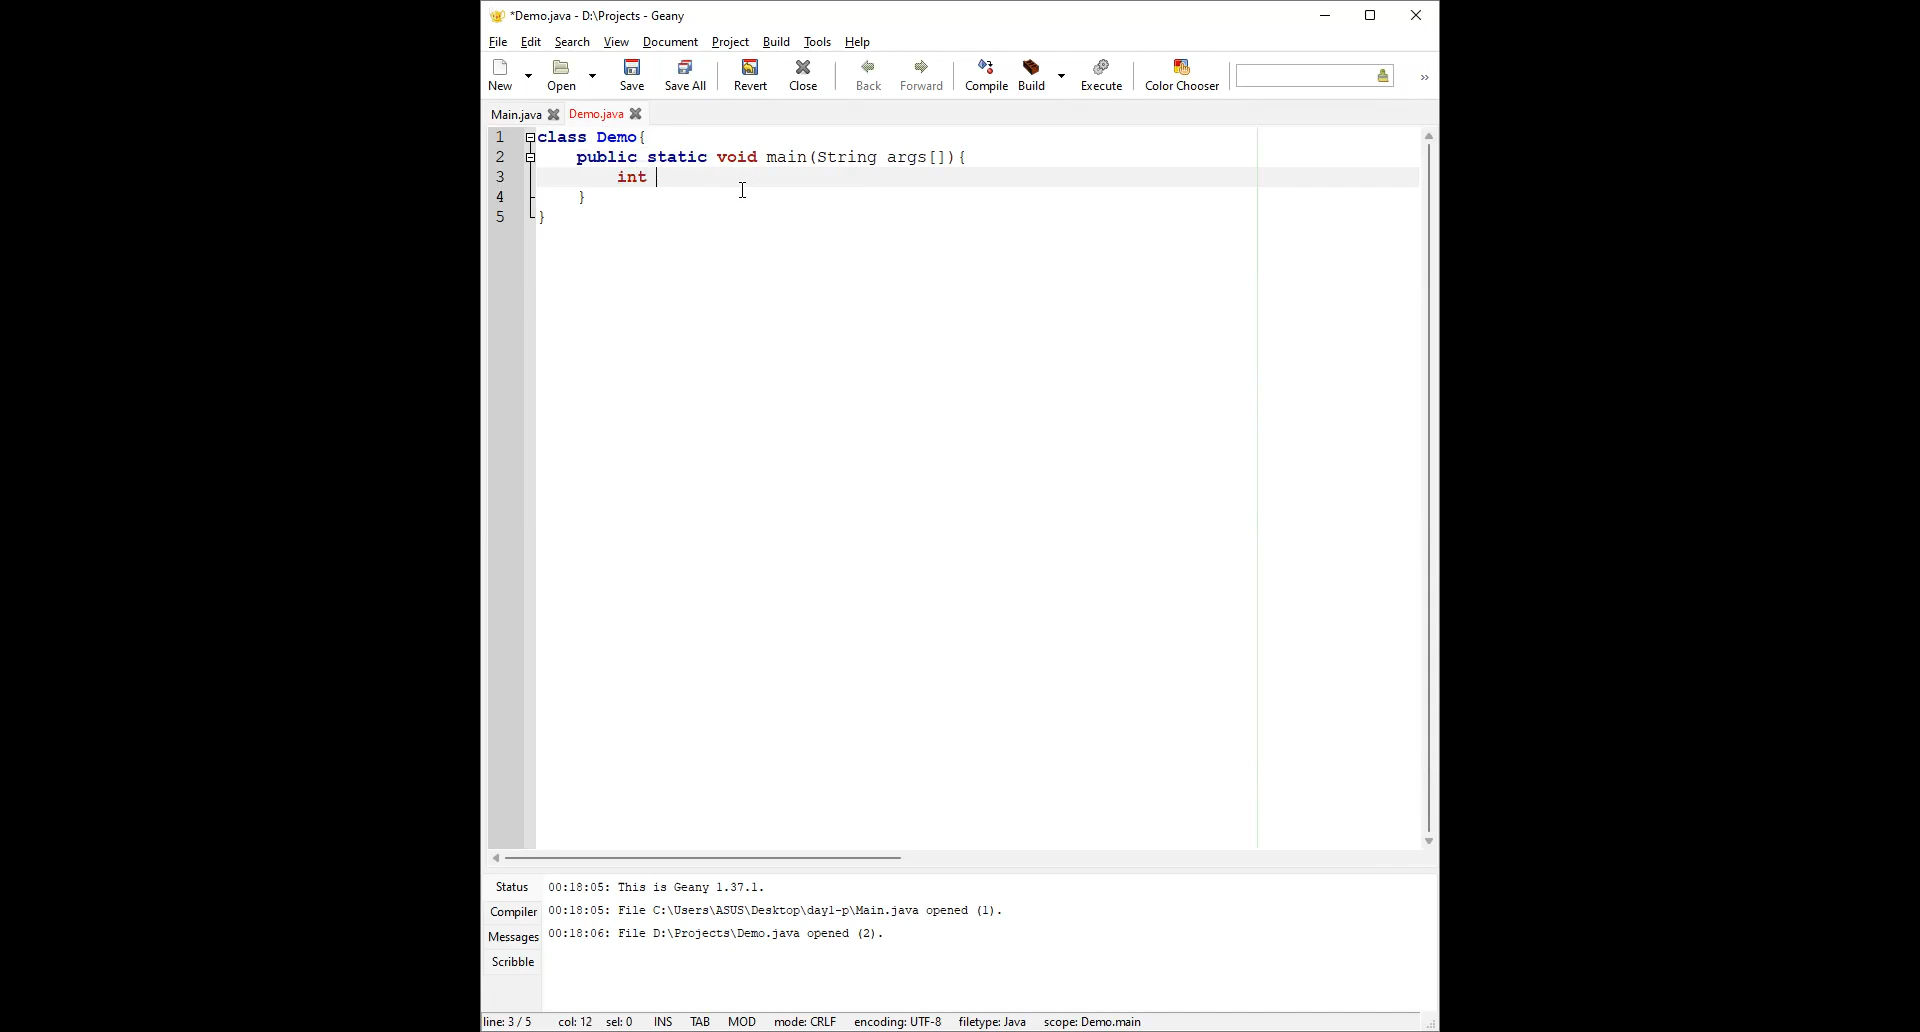 *Demo.java - D:\Projects - Geany
File Edit Search View Document Project Build Tools Help
New Open Save Save All Revert Close Back Forward Compile Build Execute Color Chooser
Main.java Demo.java
1 class Demo{
2 public static void main(String args[]){
3 int
4 }
5 }
Status 00:18:05: This is Geany 1.37.1.
Compiler 00:18:05: File C:\Users\ASUS\Desktop\day1-p\Main.java opened (1).
Messages 00:18:06: File D:\Projects\Demo.java opened (2).
Scribble
line: 3 / 5 col: 12 sel: 0 INS TAB MOD mode: CRLF encoding: UTF-8 filetype: Java scope: Demo.main